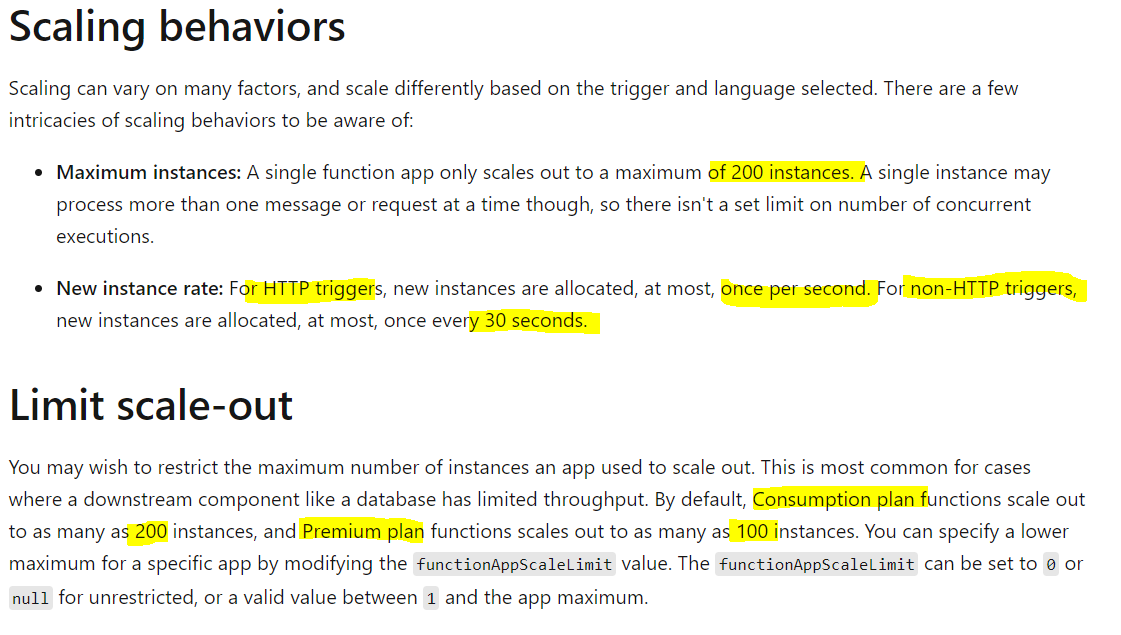 Scaling behaviors
Scaling can vary on many factors, and scale differently based on the trigger and language selected. There are a few
intricacies of scaling behaviors to be aware of:
• Maximum instances: A single function app only scales out to a maximum of 200 instances. A single instance may
process more than one message or request at a time though, so there isn't a set limit on number of concurrent
executions.
• New instance rate: For HTTP triggers, new instances are allocated, at most, once per second. For non-HTTP triggers,
new instances are allocated, at most, once every 30 seconds.
Limit scale-out
You may wish to restrict the maximum number of instances an app used to scale out. This is most common for cases
where a downstream component like a database has limited throughput. By default, Consumption plan functions scale out
to as many as 200 instances, and Premium plan functions scales out to as many as 100 instances. You can specify a lower
maximum for a specific app by modifying the functionAppScaleLimit value. The functionAppScaleLimit can be set to 0 or
null for unrestricted, or a valid value between 1 and the app maximum.